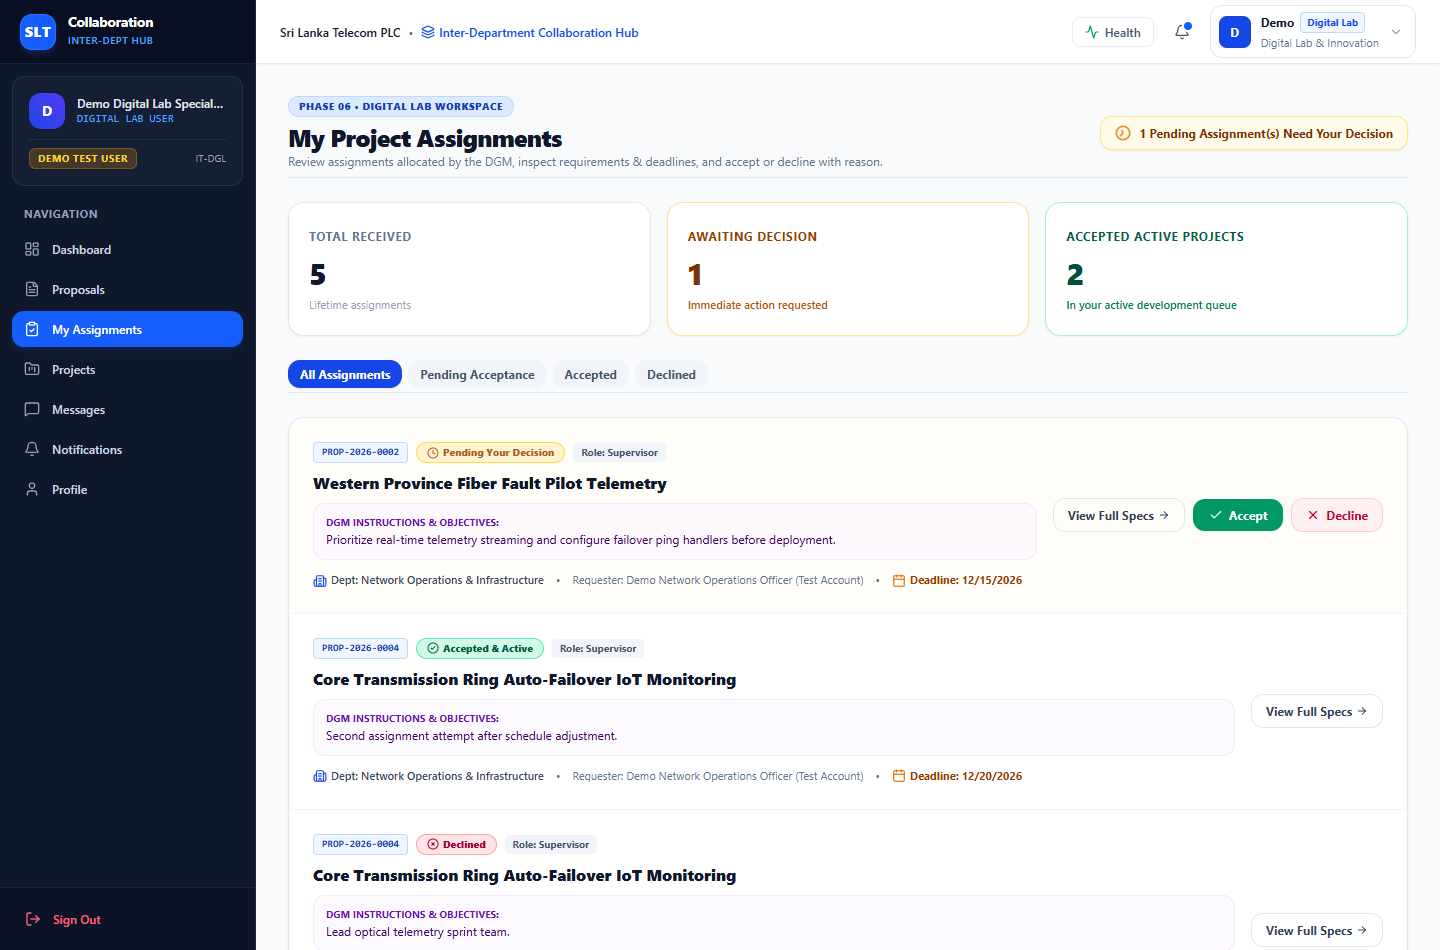 SLT
Collaboration
INTER-DEPT HUB
D
Demo Digital Lab Special...
DIGITAL LAB USER
DEMO TEST USER
IT-DGL
NAVIGATION
Dashboard
Proposals
My Assignments
Projects
Messages
Notifications
Profile
Sign Out
Sri Lanka Telecom PLC • Inter-Department Collaboration Hub
Health
D
Demo Digital Lab
Digital Lab & Innovation
PHASE 06 • DIGITAL LAB WORKSPACE
My Project Assignments
Review assignments allocated by the DGM, inspect requirements & deadlines, and accept or decline with reason.
1 Pending Assignment(s) Need Your Decision
TOTAL RECEIVED
5
Lifetime assignments
AWAITING DECISION
1
Immediate action requested
ACCEPTED ACTIVE PROJECTS
2
In your active development queue
All Assignments Pending Acceptance Accepted Declined
PROP-2026-0002 Pending Your Decision Role: Supervisor
Western Province Fiber Fault Pilot Telemetry
DGM INSTRUCTIONS & OBJECTIVES:
Prioritize real-time telemetry streaming and configure failover ping handlers before deployment.
Dept: Network Operations & Infrastructure • Requester: Demo Network Operations Officer (Test Account) • Deadline: 12/15/2026
View Full Specs → Accept Decline
PROP-2026-0004 Accepted & Active Role: Supervisor
Core Transmission Ring Auto-Failover IoT Monitoring
DGM INSTRUCTIONS & OBJECTIVES:
Second assignment attempt after schedule adjustment.
Dept: Network Operations & Infrastructure • Requester: Demo Network Operations Officer (Test Account) • Deadline: 12/20/2026
View Full Specs →
PROP-2026-0004 Declined Role: Supervisor
Core Transmission Ring Auto-Failover IoT Monitoring
DGM INSTRUCTIONS & OBJECTIVES:
Lead optical telemetry sprint team.
View Full Specs →